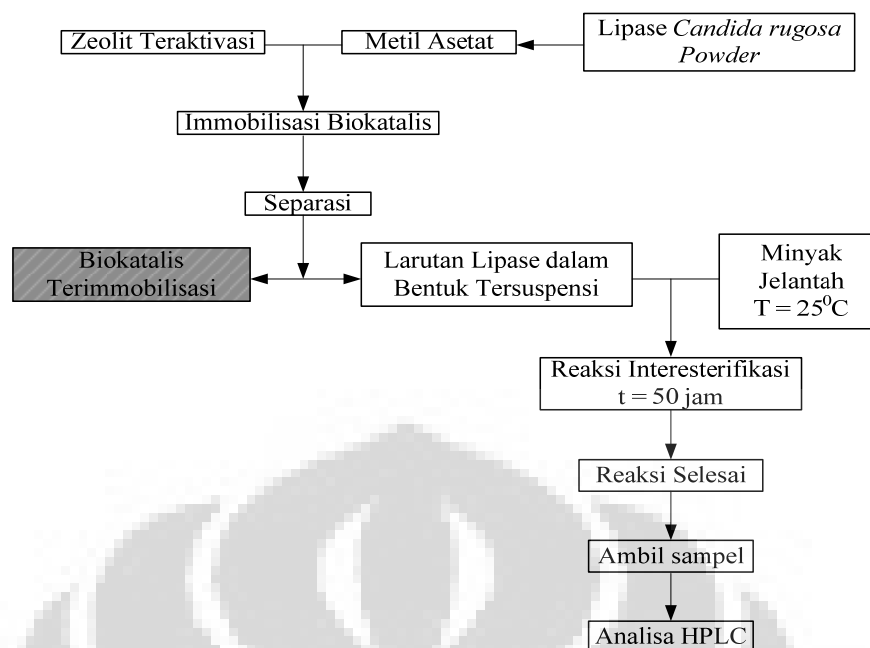 Zeolit Teraktivasi
Metil Asetat
Lipase Candida rugosa
Powder
Immobilisasi Biokatalis
Separasi
Biokatalis
Terimmobilisasi
Larutan Lipase dalam
Bentuk Tersuspensi
Minyak
Jelantah
T = 25⁰C
Reaksi Interesterifikasi
t = 50 jam
Reaksi Selesai
Ambil sampel
Analisa HPLC